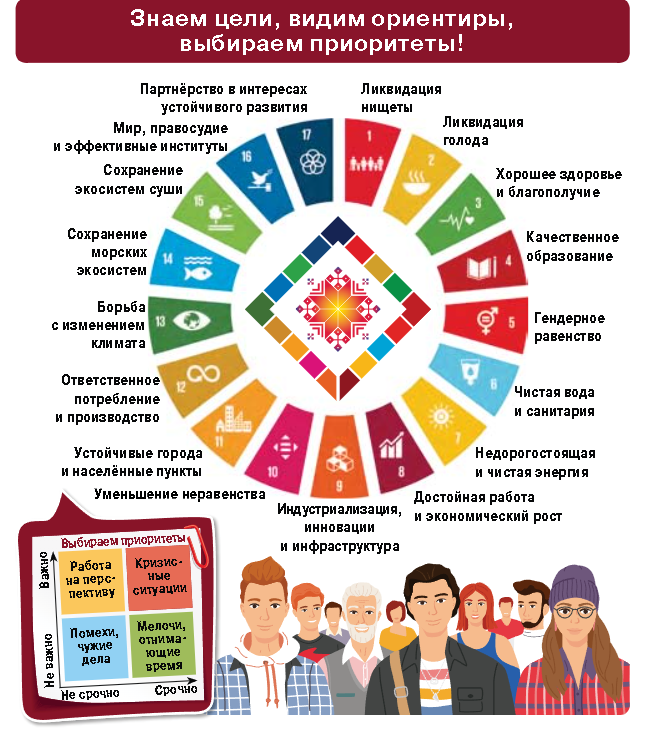 Знаем цели, видим ориентиры,
выбираем приоритеты!
Партнёрство в интересах
устойчивого развития
Ликвидация
нищеты
Мир, правосудие
и эффективные институты
Ликвидация
голода
Сохранение
экосистем суши
Хорошее здоровье
и благополучие
Сохранение
морских
экосистем
Качественное
образование
Борьба
с изменением
климата
Гендерное
равенство
Ответственное
потребление
и производство
Чистая вода
и санитария
Устойчивые города
и населённые пункты
Недорогостоящая
и чистая энергия
Уменьшение неравенства
Индустриализация,
инновации
и инфраструктура
Достойная работа
и экономический рост
1
2
3
4
5
6
7
8
9
10
11
12
13
14
15
16
17
Выбираем приоритеты
Важно
Не важно
Работа
на перс-
пективу
Кризис-
ные
ситуации
Помехи,
чужие
дела
Мелочи,
отнима-
ющие
время
Не срочно
Срочно